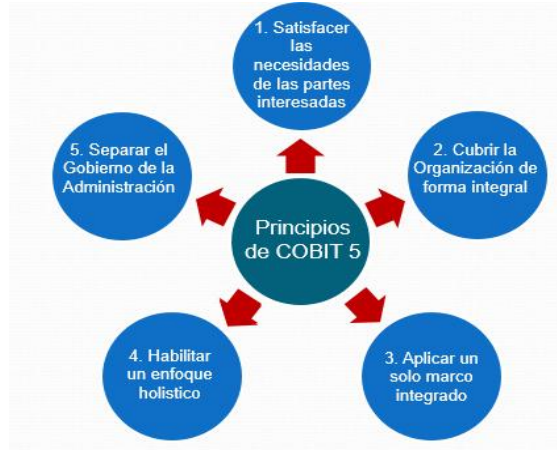 1. Satisfacer
las
necesidades
de las partes
interesadas
5. Separar el
Gobierno de la
Administración
2. Cubrir la
Organización de
forma integral
Principios
de COBIT 5
4. Habilitar
un enfoque
holistico
3. Aplicar un
solo marco
integrado